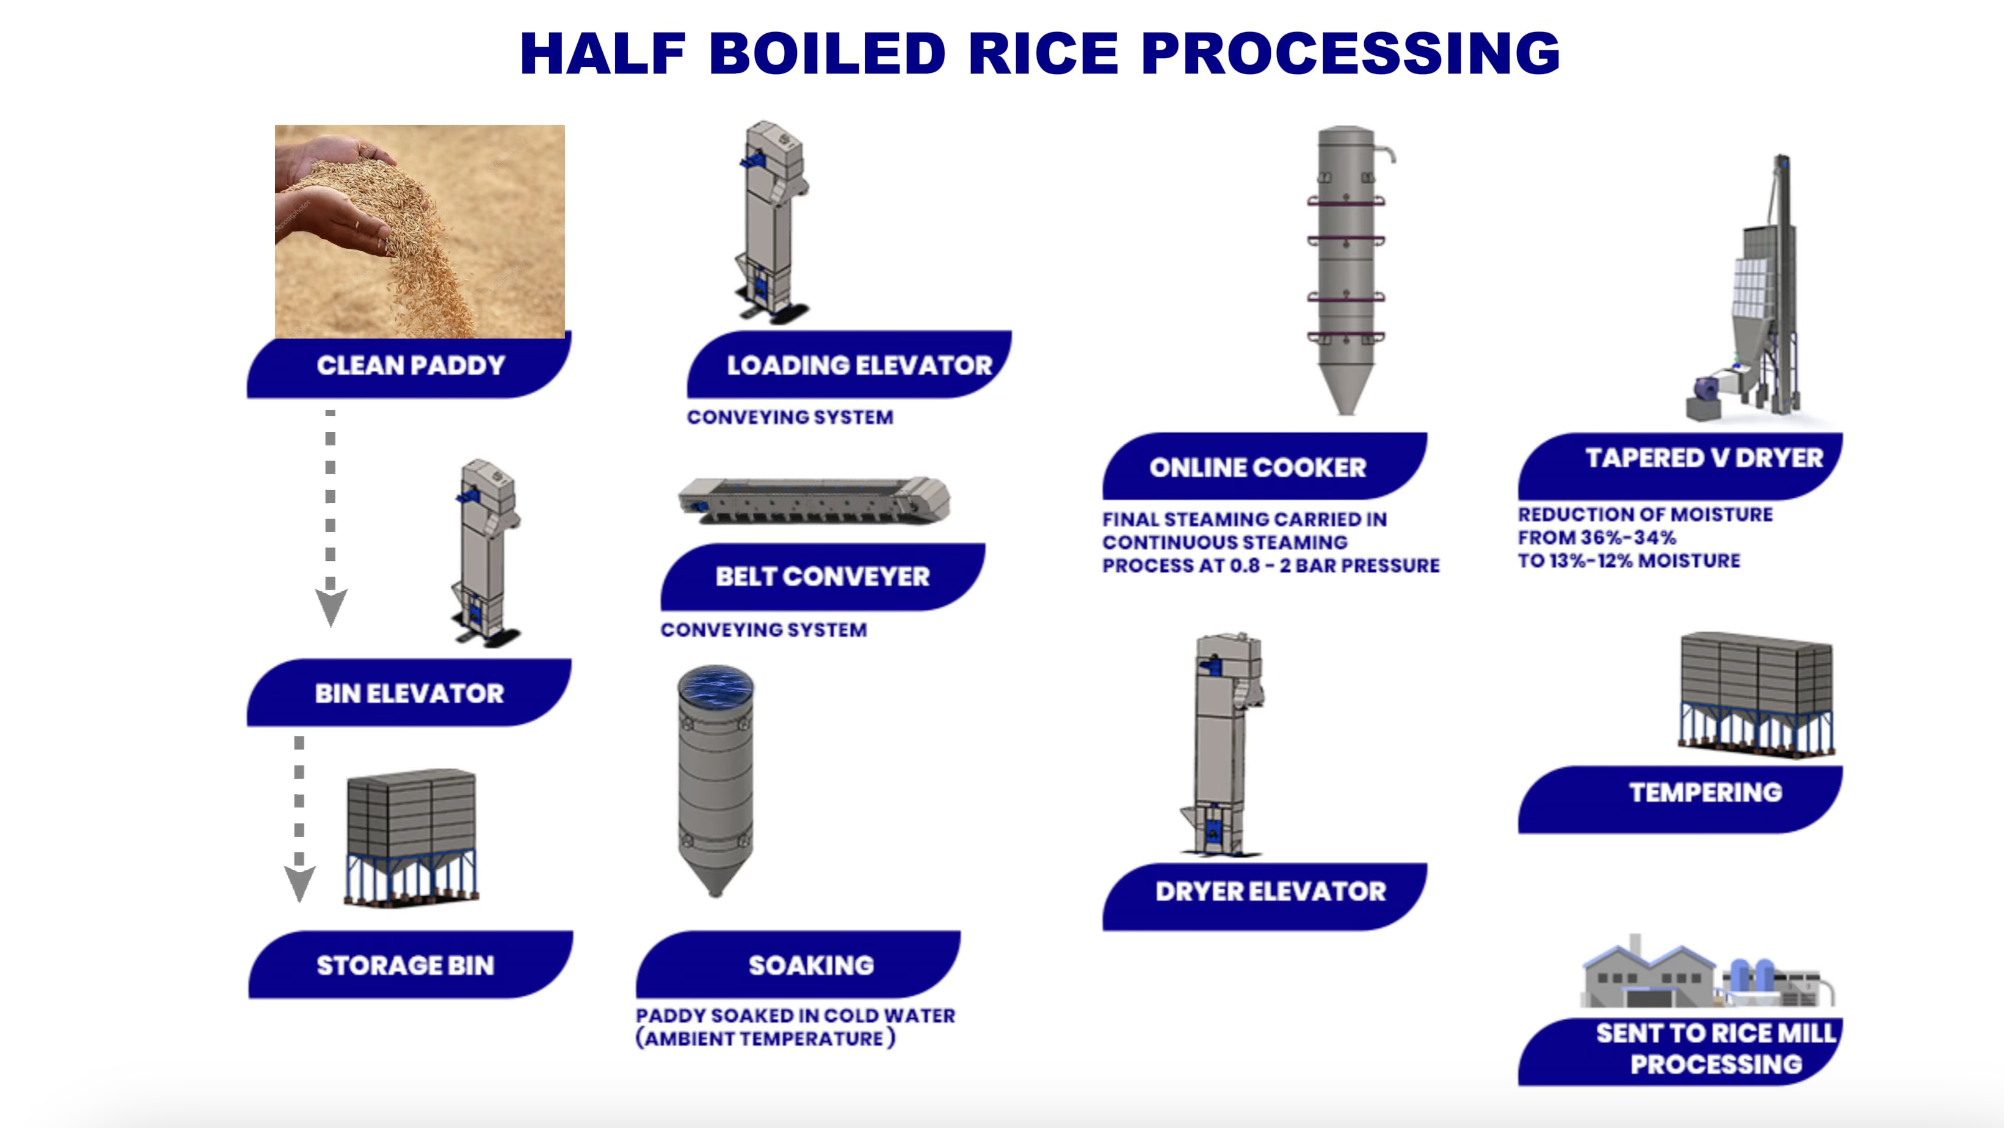 HALF BOILED RICE PROCESSING
CLEAN PADDY
BIN ELEVATOR
STORAGE BIN
LOADING ELEVATOR
CONVEYING SYSTEM
BELT CONVEYER
CONVEYING SYSTEM
SOAKING
PADDY SOAKED IN COLD WATER
(AMBIENT TEMPERATURE )
ONLINE COOKER
FINAL STEAMING CARRIED IN
CONTINUOUS STEAMING
PROCESS AT 0.8 - 2 BAR PRESSURE
DRYER ELEVATOR
TAPERED V DRYER
REDUCTION OF MOISTURE
FROM 36%-34%
TO 13%-12% MOISTURE
TEMPERING
SENT TO RICE MILL
PROCESSING